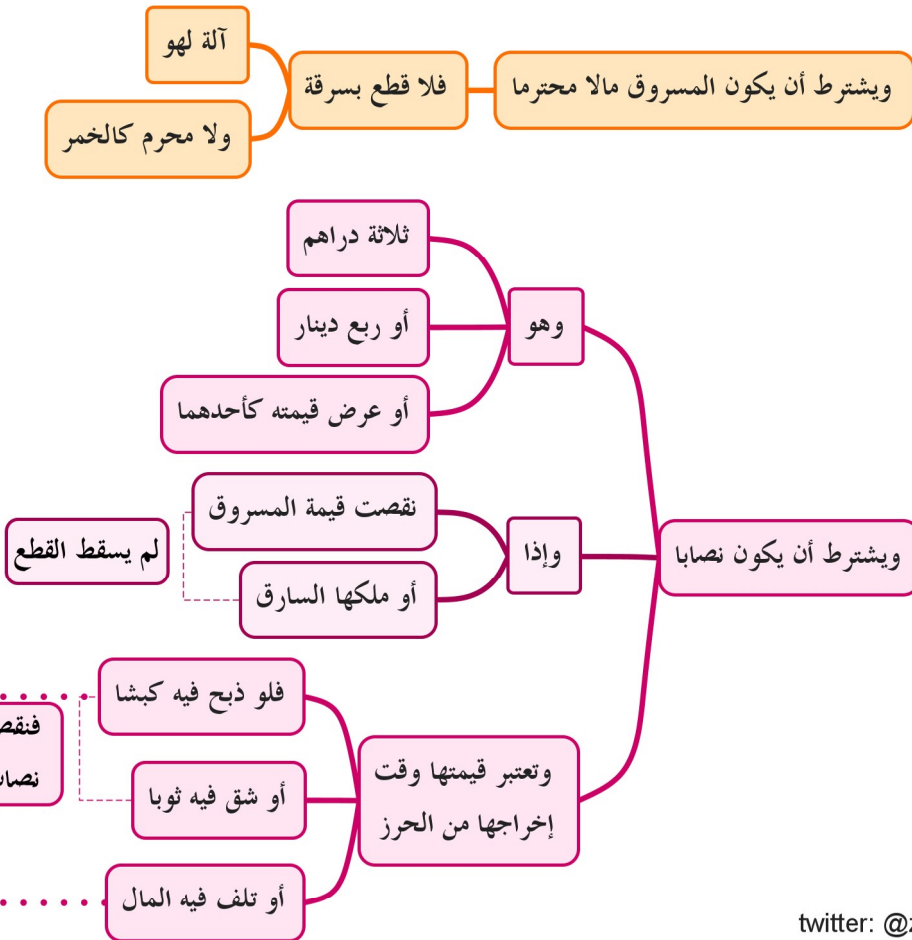 ويشترط أن يكون المسروق مالا محترما
فلا قطع بسرقة
آلة لهو
ولا محرم كالخمر
ويشترط أن يكون نصابا
وهو
ثلاثة دراهم
أو ربع دينار
أو عرض قيمته كأحدهما
وإذا
نقصت قيمة المسروق
أو ملكها السارق
لم يسقط القطع
وتعتبر قيمتها وقت
إخراجها من الحرز
فلو ذبح فيه كبشا
أو شق فيه ثوبا
أو تلف فيه المال
twitter: